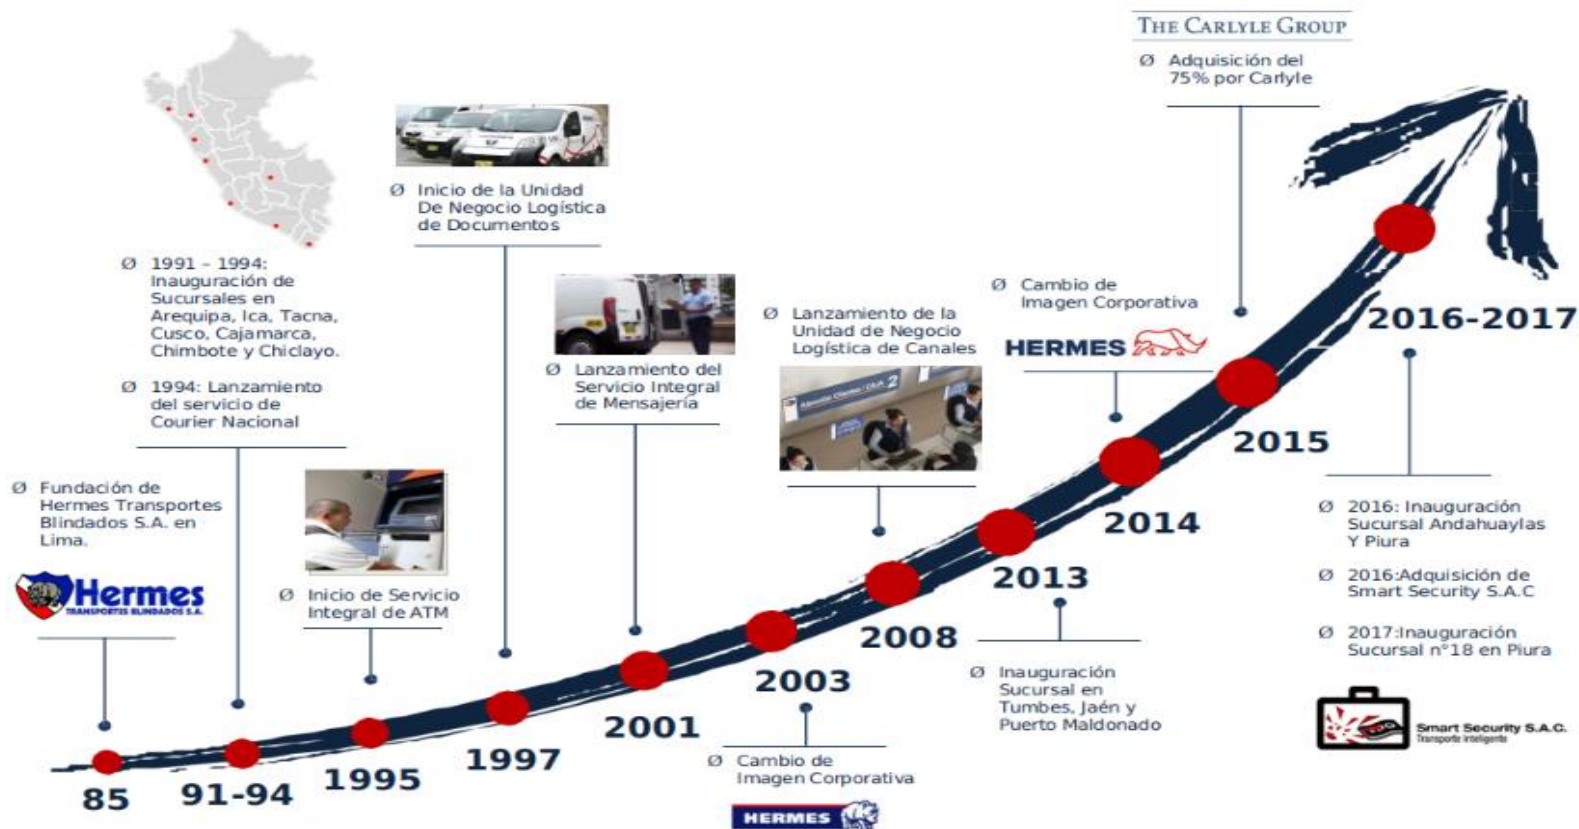 THE CARLYLE GROUP
Ø Adquisición del
75% por Carlyle
Ø Inicio de la Unidad
De Negocio Logística
de Documentos
Ø 1991 – 1994:
Inauguración de
Sucursales en
Arequipa, Ica, Tacna,
Cusco, Cajamarca,
Chimbote y Chiclayo.
Ø 1994: Lanzamiento
del servicio de
Courier Nacional
Ø Fundación de
Hermes Transportes
Blindados S.A. en
Lima.
Hermes
TRANSPORTES BLINDADOS S.A.
Ø Inicio de Servicio
Integral de ATM
Ø Lanzamiento del
Servicio Integral
de Mensajería
Ø Lanzamiento de la
Unidad de Negocio
Logística de Canales
2
Ø Cambio de
Imagen Corporativa
HERMES
85
91-94
1995
1997
2001
2003
2008
2013
2014
2015
2016-2017
Ø Cambio de
Imagen Corporativa
HERMES
Ø Inauguración
Sucursal en
Tumbes, Jaén y
Puerto Maldonado
Ø 2016: Inauguración
Sucursal Andahuaylas
Y Piura
Ø 2016:Adquisición de
Smart Security S.A.C
Ø 2017:Inauguración
Sucursal n°18 en Piura
Smart Security S.A.C.
Transporte Inteligente